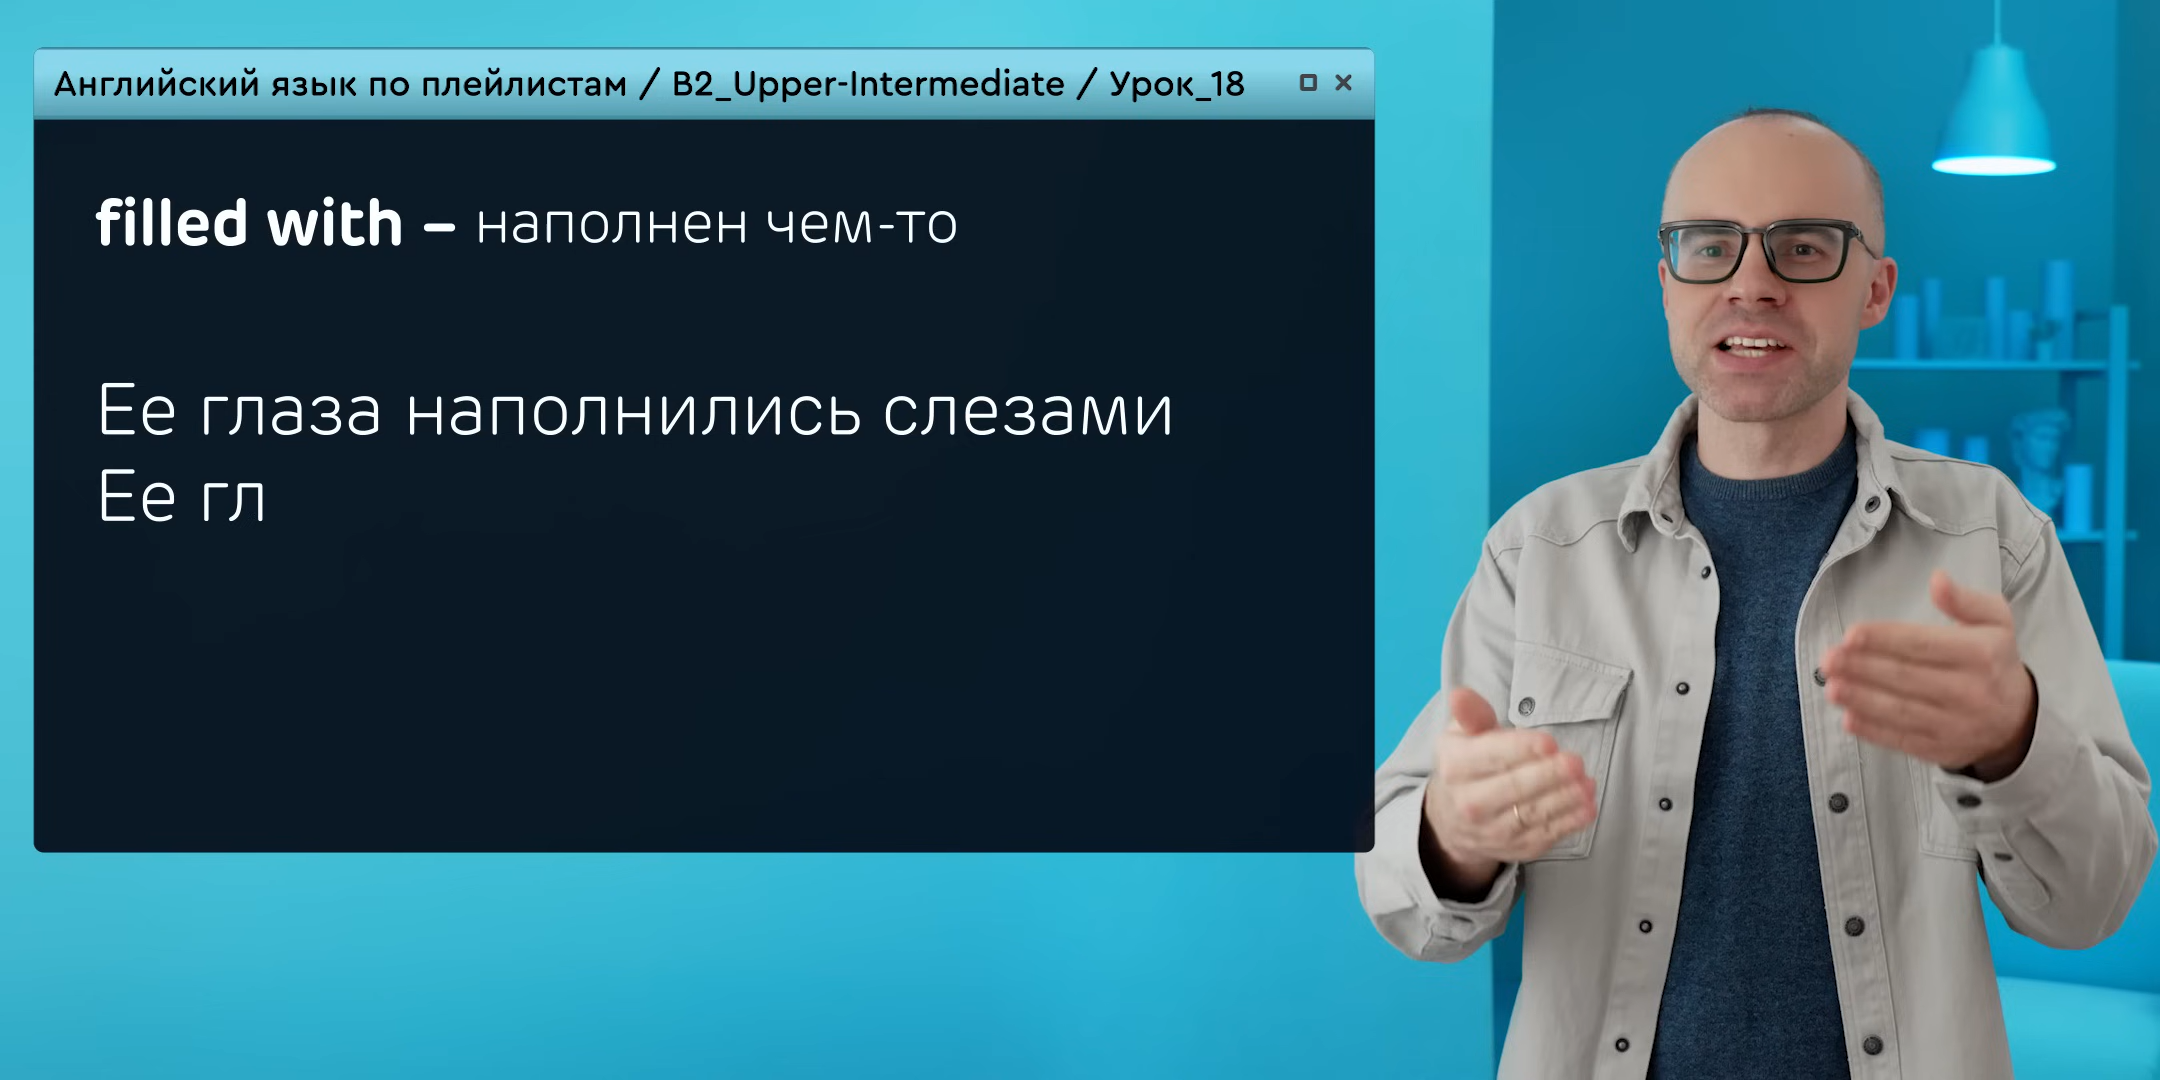 Английский язык по плейлистам / B2_Upper-Intermediate / Урок_18
filled with – наполнен чем-то
Ее глаза наполнились слезами
Ее гл